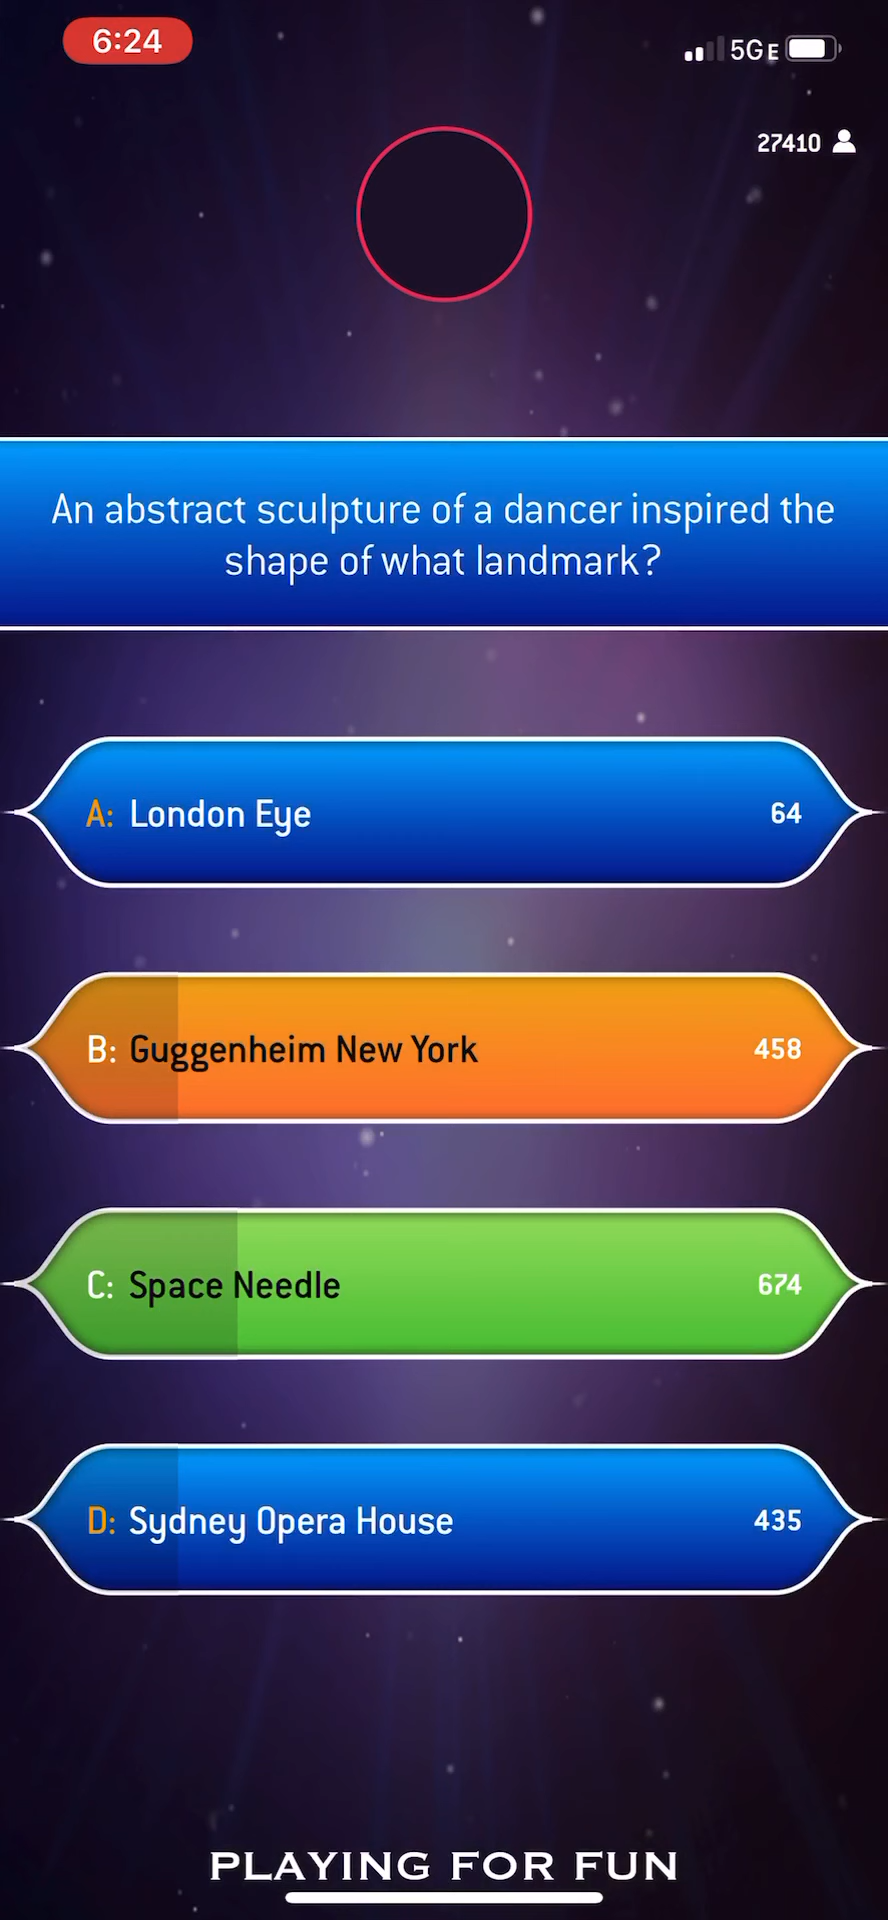 6:24
5GE
27410
An abstract sculpture of a dancer inspired the
shape of what landmark?
A: London Eye 64
B: Guggenheim New York 458
C: Space Needle 674
D: Sydney Opera House 435
PLAYING FOR FUN